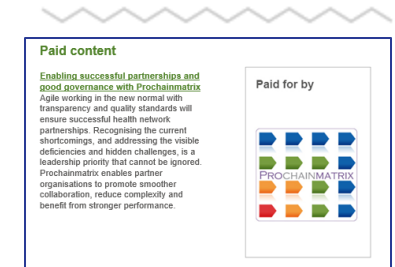 Paid content
Enabling successful partnerships and
good governance with Prochainmatrix
Agile working in the new normal with
transparency and quality standards will
ensure successful health network
partnerships. Recognising the current
shortcomings, and addressing the visible
deficiencies and hidden challenges, is a
leadership priority that cannot be ignored.
Prochainmatrix enables partner
organisations to promote smoother
collaboration, reduce complexity and
benefit from stronger performance.
Paid for by
PROCHAINMATRIX